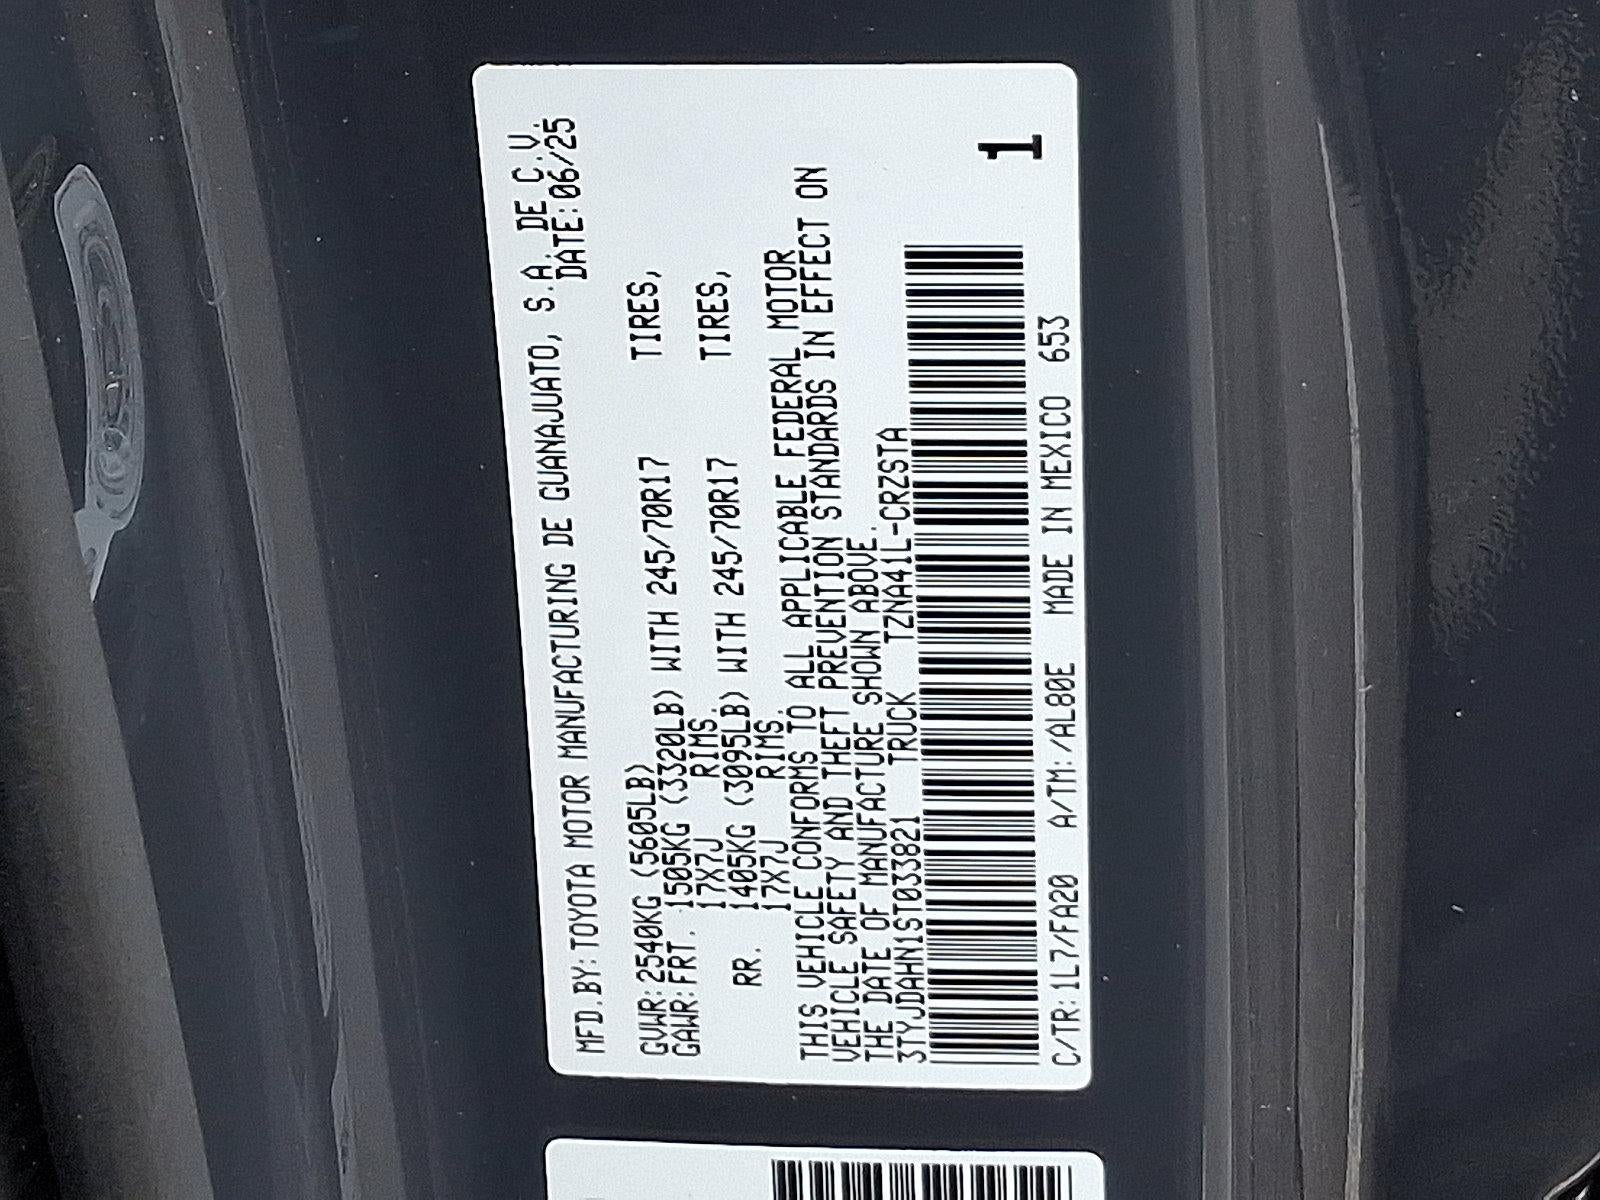 MFD.BY:TOYOTA MOTOR MANUFACTURING DE GUANAJUATO, S.A. DE C.V.
DATE:06/25
GVWR:2540KG (5605LB)
GAWR:FRT. 1505KG (3320LB) WITH 245/70R17 TIRES,
17X7J RIMS.
RR. 1405KG (3095LB) WITH 245/70R17 TIRES,
17X7J RIMS.
THIS VEHICLE CONFORMS TO ALL APPLICABLE FEDERAL MOTOR
VEHICLE SAFETY AND THEFT PREVENTION STANDARDS IN EFFECT ON
THE DATE OF MANUFACTURE SHOWN ABOVE.
3TYJDAHN1ST033821 TRUCK TZNA41L-CRZSTA
1
C/TR:1L7/FA20 A/TM:/AL80E MADE IN MEXICO 653